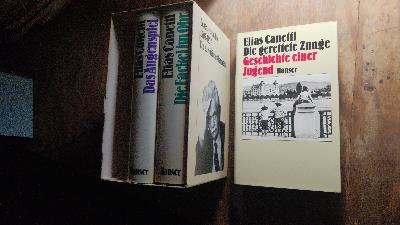 Elias Canetti
Das Augenspiel
Hanser
Elias Canetti
Die Fackel im Ohr
Hanser
Elias Canetti
Die gerettete Zunge
Geschichte einer
Jugend Hanser